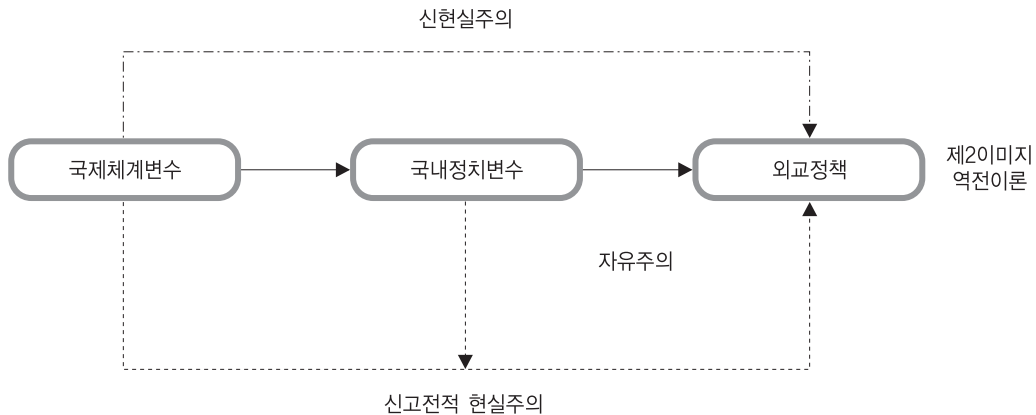 신현실주의
국제체계변수
국내정치변수
외교정책
제2이미지
역전이론
자유주의
신고전적 현실주의